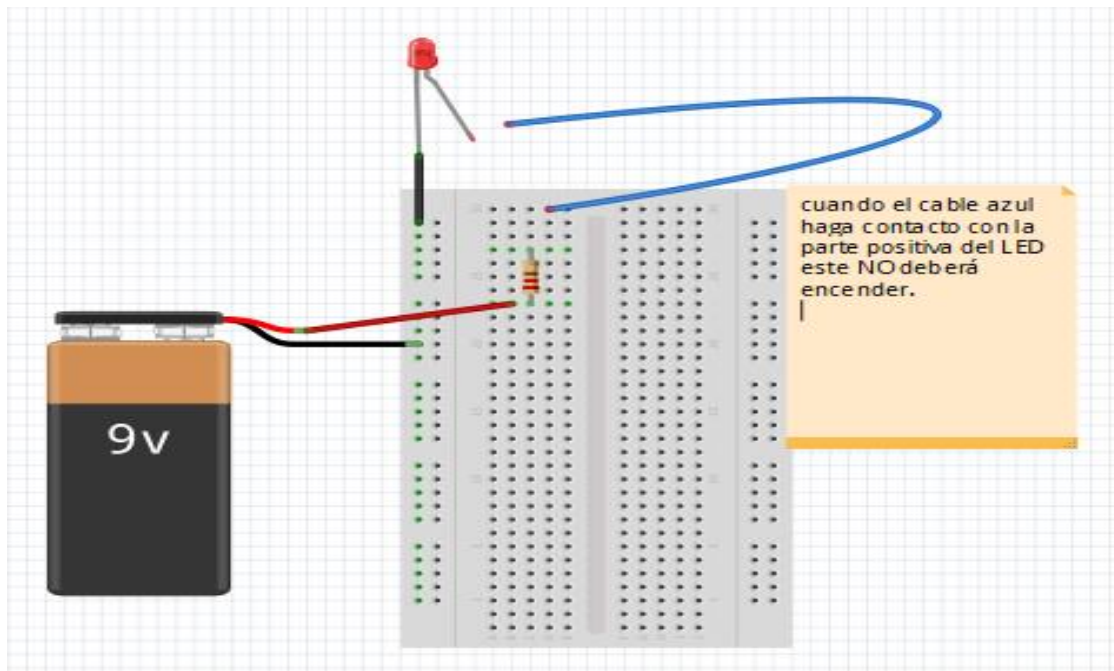 9v
cuando el cable azul
haga contacto con la
parte positiva del LED
este NO deberá
encender.